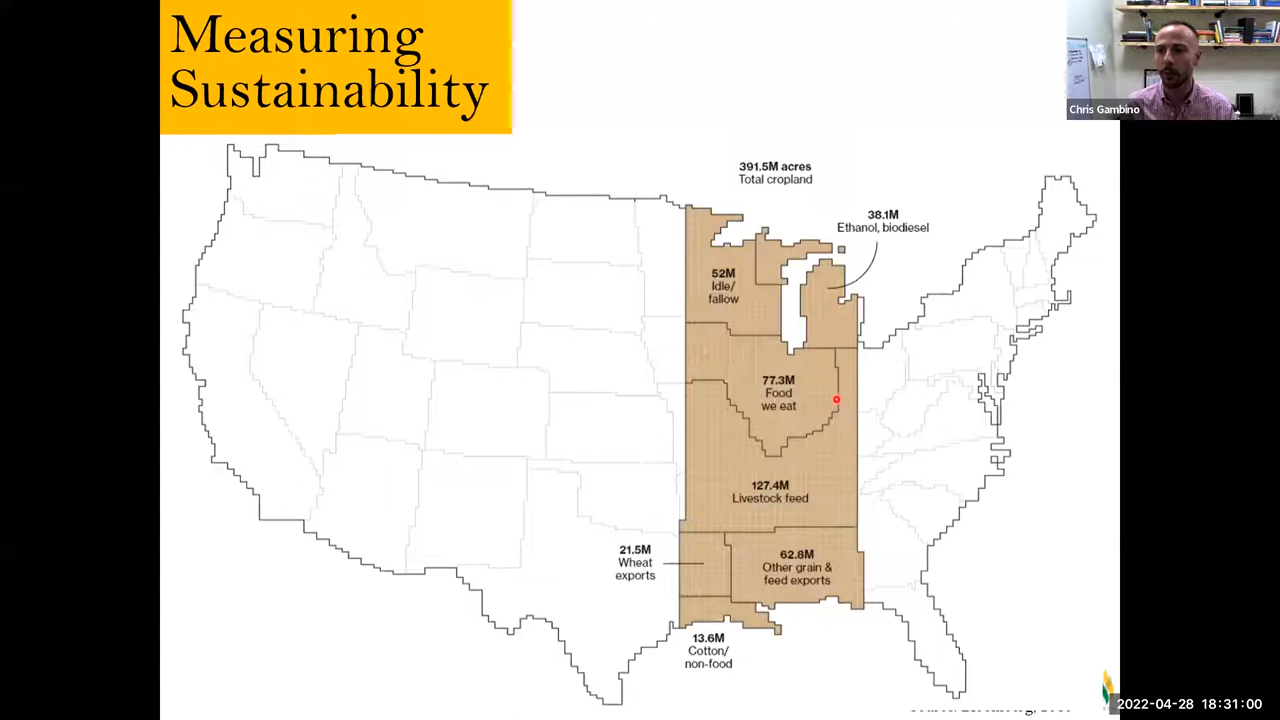 Measuring
Sustainability
Chris Gambino
391.5M acres
Total cropland
38.1M
Ethanol, biodiesel
52M
Idle/
fallow
77.3M
Food
we eat
127.4M
Livestock feed
21.5M
Wheat
exports
62.8M
Other grain &
feed exports
13.6M
Cotton/
non-food
2022-04-28 18:31:00